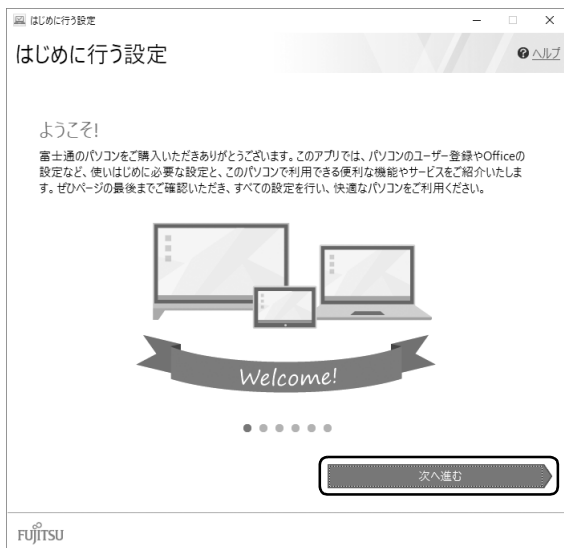 はじめに行う設定
はじめに行う設定
ヘルプ
ようこそ!
富士通のパソコンをご購入いただきありがとうございます。このアプリでは、パソコンのユーザー登録やOfficeの
設定など、使いはじめに必要な設定と、このパソコンで利用できる便利な機能やサービスをご紹介いたしま
す。ぜひページの最後までご確認いただき、すべての設定を行い、快適なパソコンをご利用ください。
Welcome!
次へ進む
FUJITSU